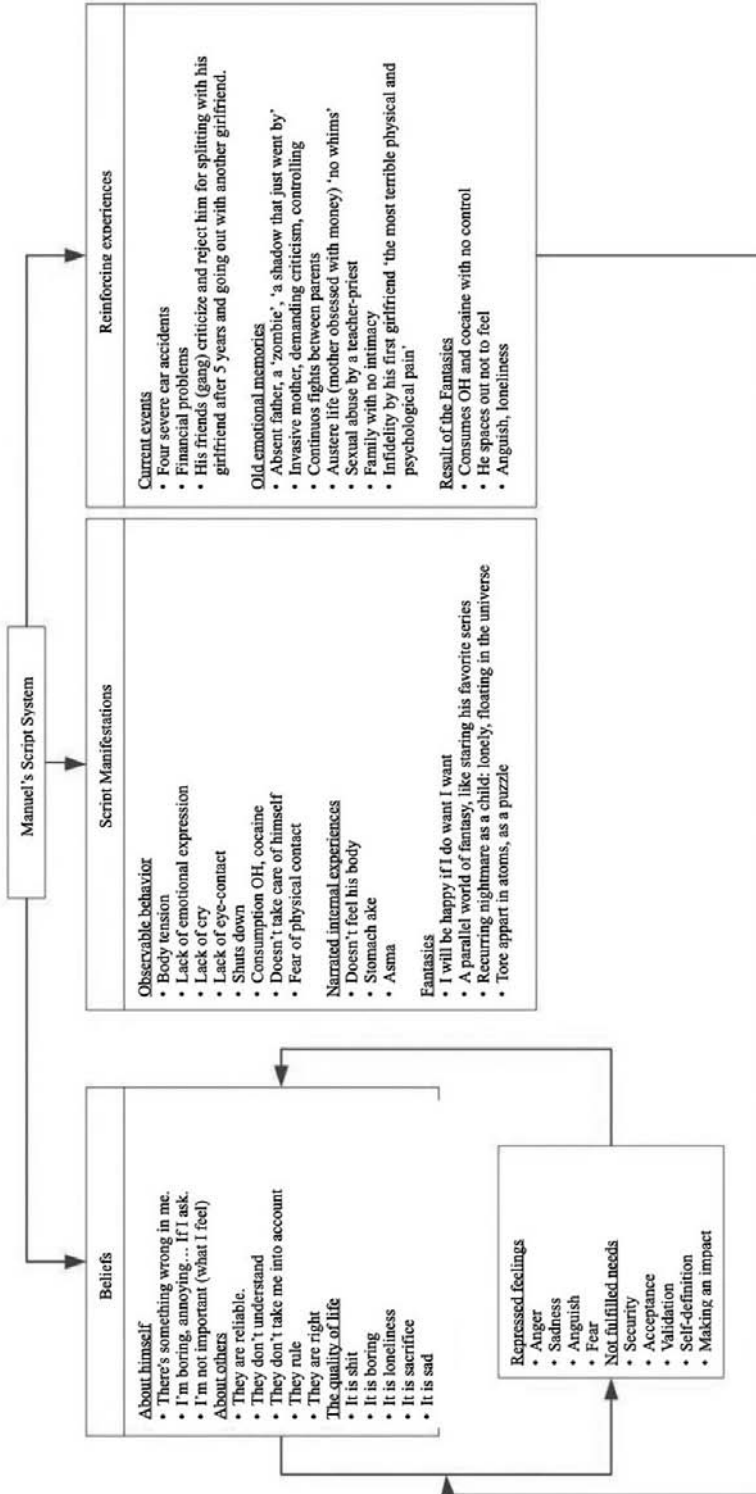 Manuel's Script System
Beliefs
About himself
• There's something wrong in me.
• I'm boring, annoying… If I ask.
• I'm not important (what I feel)
About others
• They are reliable.
• They don't understand
• They don't take me into account
• They rule
• They are right
The quality of life
• It is shit
• It is boring
• It is loneliness
• It is sacrifice
• It is sad
Repressed feelings
• Anger
• Sadness
• Anguish
• Fear
Not fulfilled needs
• Security
• Acceptance
• Validation
• Self-definition
• Making an impact
Script Manifestations
Observable behavior
• Body tension
• Lack of emotional expression
• Lack of cry
• Lack of eye-contact
• Shuts down
• Consumption OH, cocaine
• Doesn't take care of himself
• Fear of physical contact
Narrated internal experiences
• Doesn't feel his body
• Stomach ake
• Asma
Fantasies
• I will be happy if I do want I want
• A parallel world of fantasy, like staring his favorite series
• Recurring nightmare as a child: lonely, floating in the universe
• Tore appart in atoms, as a puzzle
Reinforcing experiences
Current events
• Four severe car accidents
• Financial problems
• His friends (gang) criticize and reject him for splitting with his
girlfriend after 5 years and going out with another girlfriend.
Old emotional memories
• Absent father, a 'zombie', 'a shadow that just went by'
• Invasive mother, demanding criticism, controlling
• Continuos fights between parents
• Austere life (mother obsessed with money) 'no whims'
• Sexual abuse by a teacher-priest
• Family with no intimacy
• Infidelity by his first girlfriend 'the most terrible physical and
psychological pain'
Result of the Fantasies
• Consumes OH and cocaine with no control
• He spaces out not to feel
• Anguish, loneliness